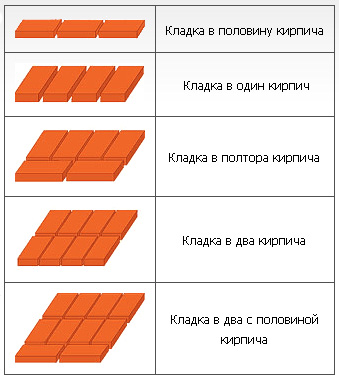 Кладка в половину кирпича
Кладка в один кирпич
Кладка в полтора кирпича
Кладка в два кирпича
Кладка в два с половиной
кирпича